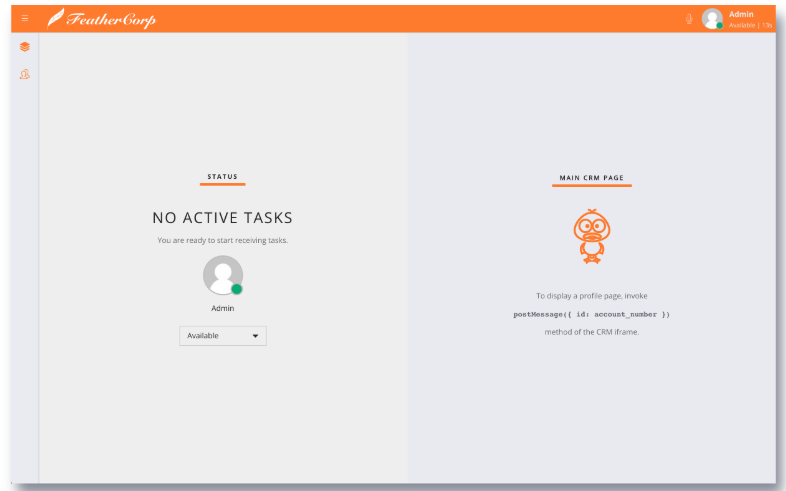 FeatherCorp
Admin
Available | 13s
STATUS
NO ACTIVE TASKS
You are ready to start receiving tasks.
Admin
Available
MAIN CRM PAGE
To display a profile page, invoke
postMessage({ id: account_number })
method of the CRM iframe.